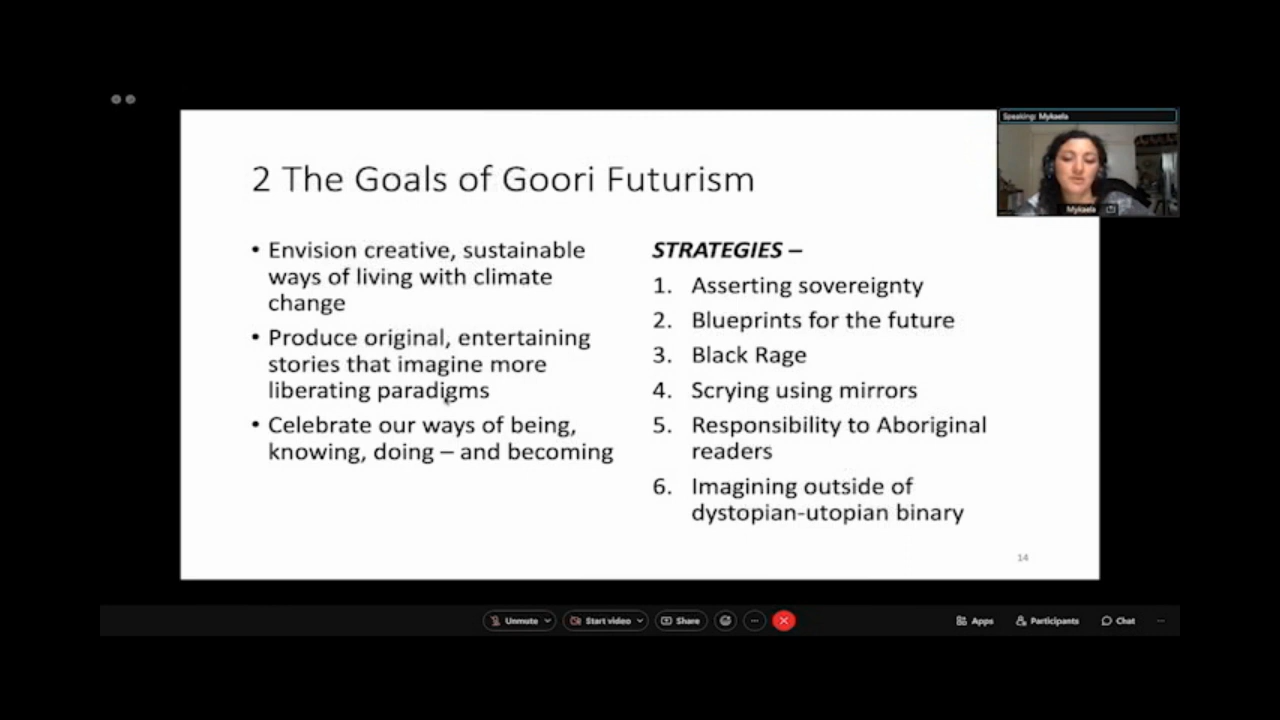 Speaking: Mykaela
Mykaela
2 The Goals of Goori Futurism
• Envision creative, sustainable
ways of living with climate
change
• Produce original, entertaining
stories that imagine more
liberating paradigms
• Celebrate our ways of being,
knowing, doing – and becoming
STRATEGIES –
1. Asserting sovereignty
2. Blueprints for the future
3. Black Rage
4. Scrying using mirrors
5. Responsibility to Aboriginal
readers
6. Imagining outside of
dystopian-utopian binary
14
Unmute
Start video
Share
Apps
Participants
Chat